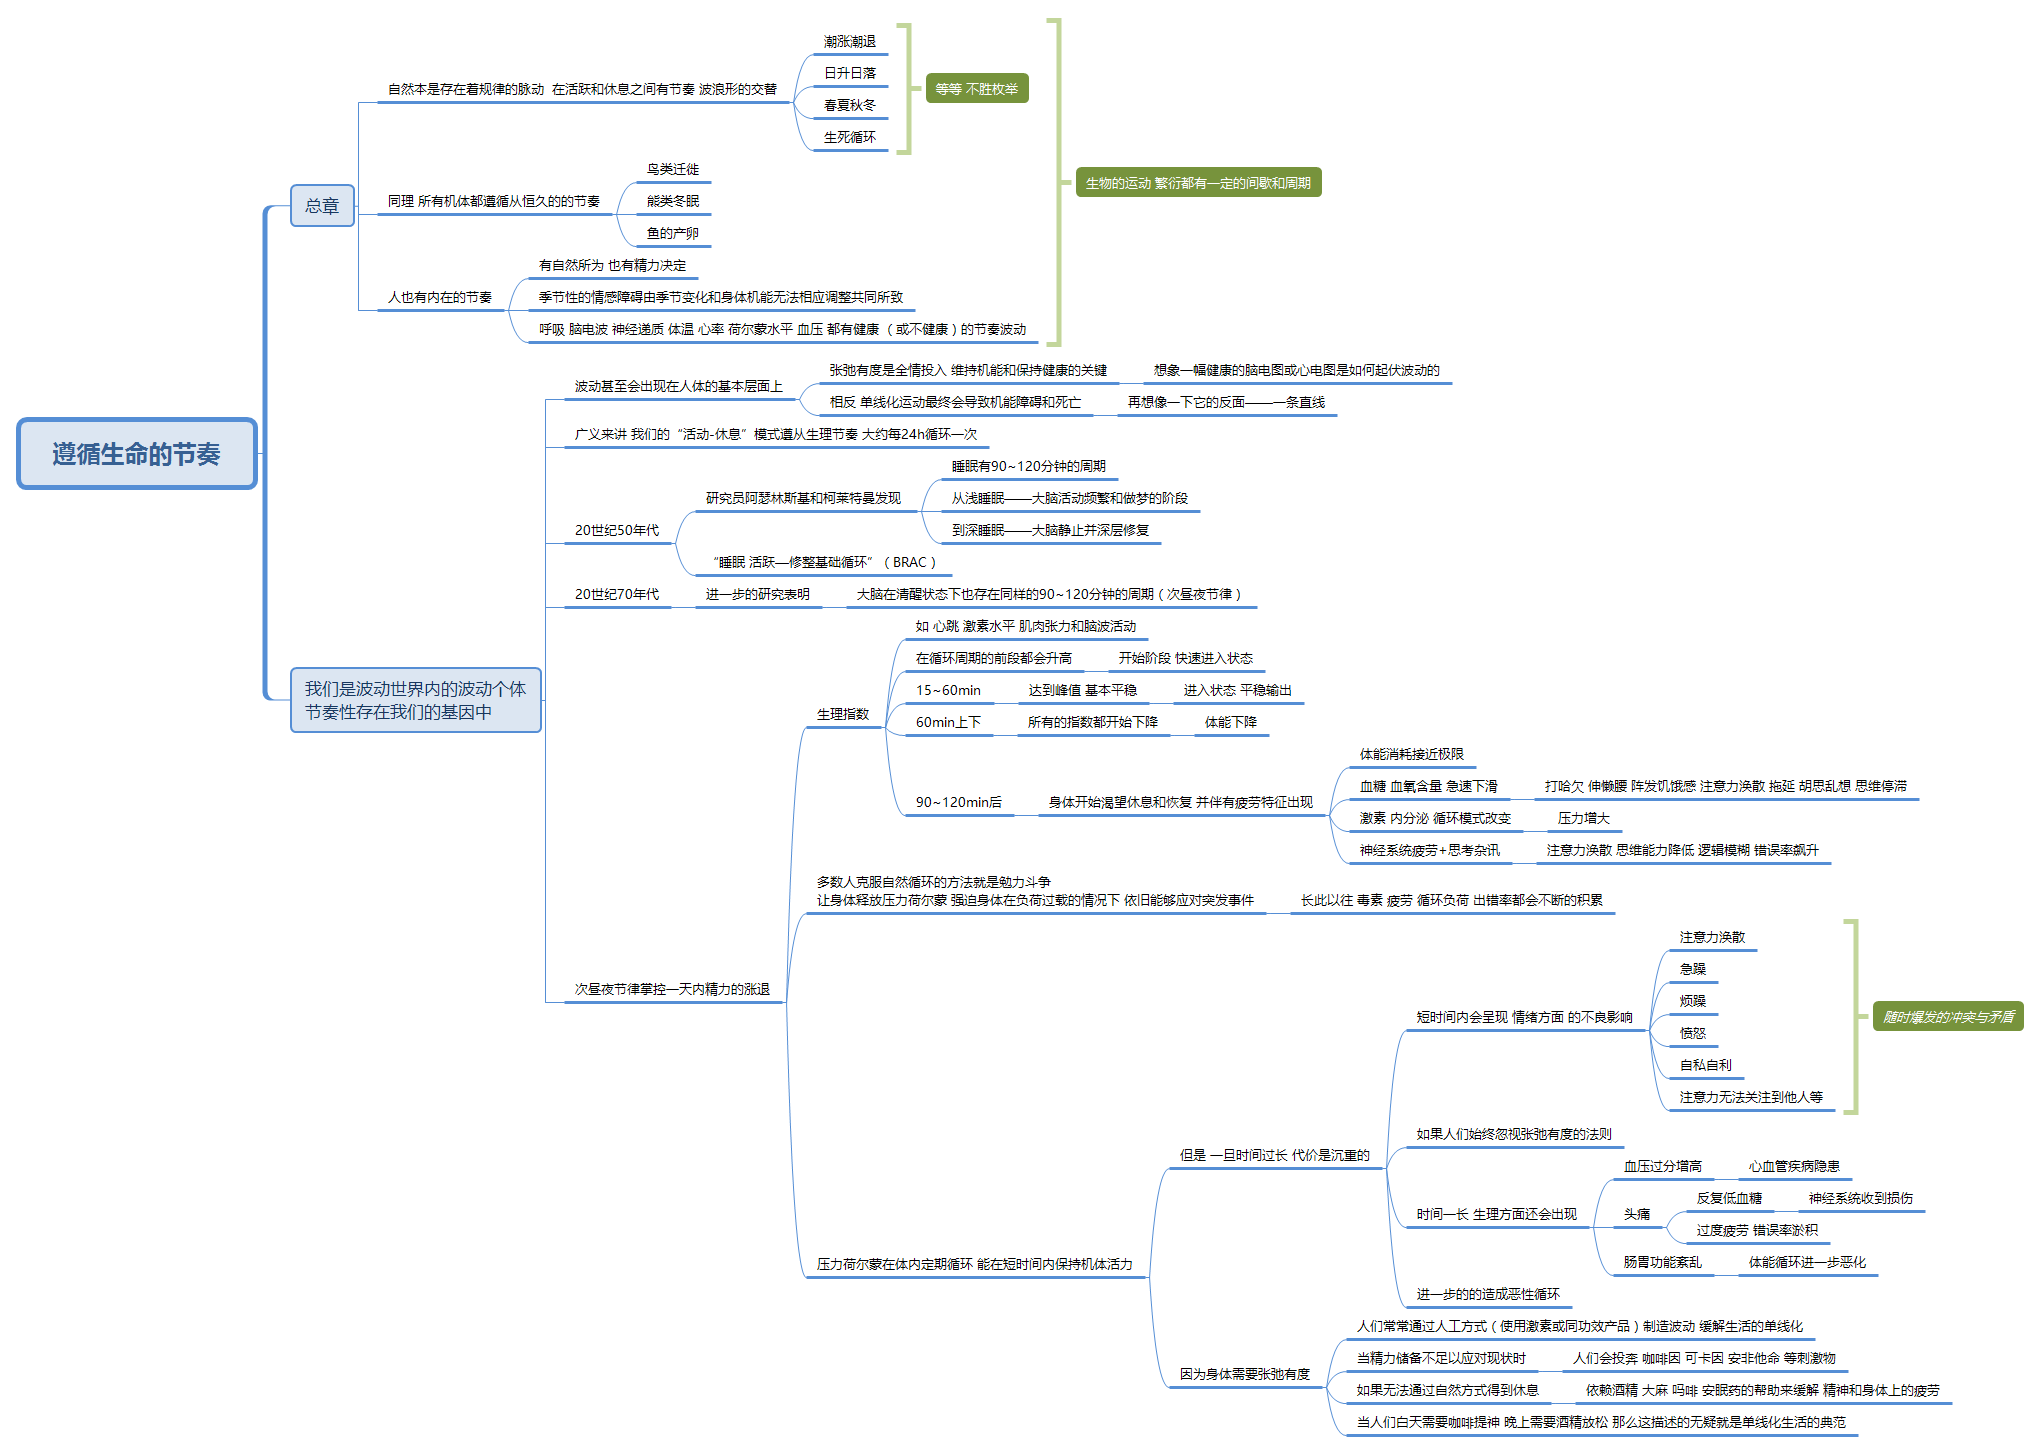 遵循生命的节奏
总章
自然本是存在着规律的脉动  在活跃和休息之间有节奏 波浪形的交替
潮涨潮退
日升日落
春夏秋冬
生死循环
等等 不胜枚举
同理 所有机体都遵循从恒久的的节奏
鸟类迁徙
能类冬眠
鱼的产卵
人也有内在的节奏
有自然所为 也有精力决定
季节性的情感障碍由季节变化和身体机能无法相应调整共同所致
呼吸 脑电波 神经递质 体温 心率 荷尔蒙水平 血压 都有健康（或不健康）的节奏波动
生物的运动 繁衍都有一定的间歇和周期
我们是波动世界内的波动个体
节奏性存在我们的基因中
波动甚至会出现在人体的基本层面上
张弛有度是全情投入 维持机能和保持健康的关键
想象一幅健康的脑电图或心电图是如何起伏波动的
相反 单线化运动最终会导致机能障碍和死亡
再想像一下它的反面——一条直线
广义来讲 我们的“活动-休息”模式遵从生理节奏 大约每24h循环一次
20世纪50年代
研究员阿瑟林斯基和柯莱特曼发现
睡眠有90~120分钟的周期
从浅睡眠——大脑活动频繁和做梦的阶段
到深睡眠——大脑静止并深层修复
“睡眠 活跃—修整基础循环”（BRAC）
20世纪70年代
进一步的研究表明
大脑在清醒状态下也存在同样的90~120分钟的周期（次昼夜节律）
次昼夜节律掌控一天内精力的涨退
生理指数
如 心跳 激素水平 肌肉张力和脑波活动
在循环周期的前段都会升高
开始阶段 快速进入状态
15~60min
达到峰值 基本平稳
进入状态 平稳输出
60min上下
所有的指数都开始下降
体能下降
90~120min后
身体开始渴望休息和恢复 并伴有疲劳特征出现
体能消耗接近极限
血糖 血氧含量 急速下滑
打哈欠 伸懒腰 阵发饥饿感 注意力涣散 拖延 胡思乱想 思维停滞
激素 内分泌 循环模式改变
压力增大
神经系统疲劳+思考杂讯
注意力涣散 思维能力降低 逻辑模糊 错误率飙升
多数人克服自然循环的方法就是勉力斗争
让身体释放压力荷尔蒙 强迫身体在负荷过载的情况下 依旧能够应对突发事件
长此以往 毒素 疲劳 循环负荷 出错率都会不断的积累
压力荷尔蒙在体内定期循环 能在短时间内保持机体活力
但是 一旦时间过长 代价是沉重的
短时间内会呈现 情绪方面 的不良影响
注意力涣散
急躁
烦躁
愤怒
自私自利
注意力无法关注到他人等
随时爆发的冲突与矛盾
如果人们始终忽视张弛有度的法则
时间一长 生理方面还会出现
血压过分增高
心血管疾病隐患
头痛
反复低血糖
神经系统收到损伤
过度疲劳 错误率淤积
肠胃功能紊乱
体能循环进一步恶化
进一步的的造成恶性循环
因为身体需要张弛有度
人们常常通过人工方式（使用激素或同功效产品）制造波动 缓解生活的单线化
当精力储备不足以应对现状时
人们会投奔 咖啡因 可卡因 安非他命 等刺激物
如果无法通过自然方式得到休息
依赖酒精 大麻 吗啡 安眠药的帮助来缓解 精神和身体上的疲劳
当人们白天需要咖啡提神 晚上需要酒精放松 那么这描述的无疑就是单线化生活的典范